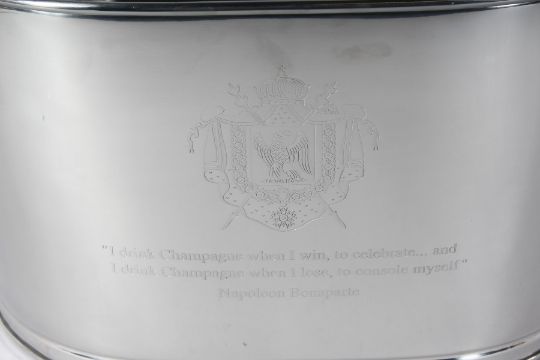 "I drink Champagne when I win, to celebrate... and
I drink Champagne when I lose, to console myself"
Napoleon Bonaparte